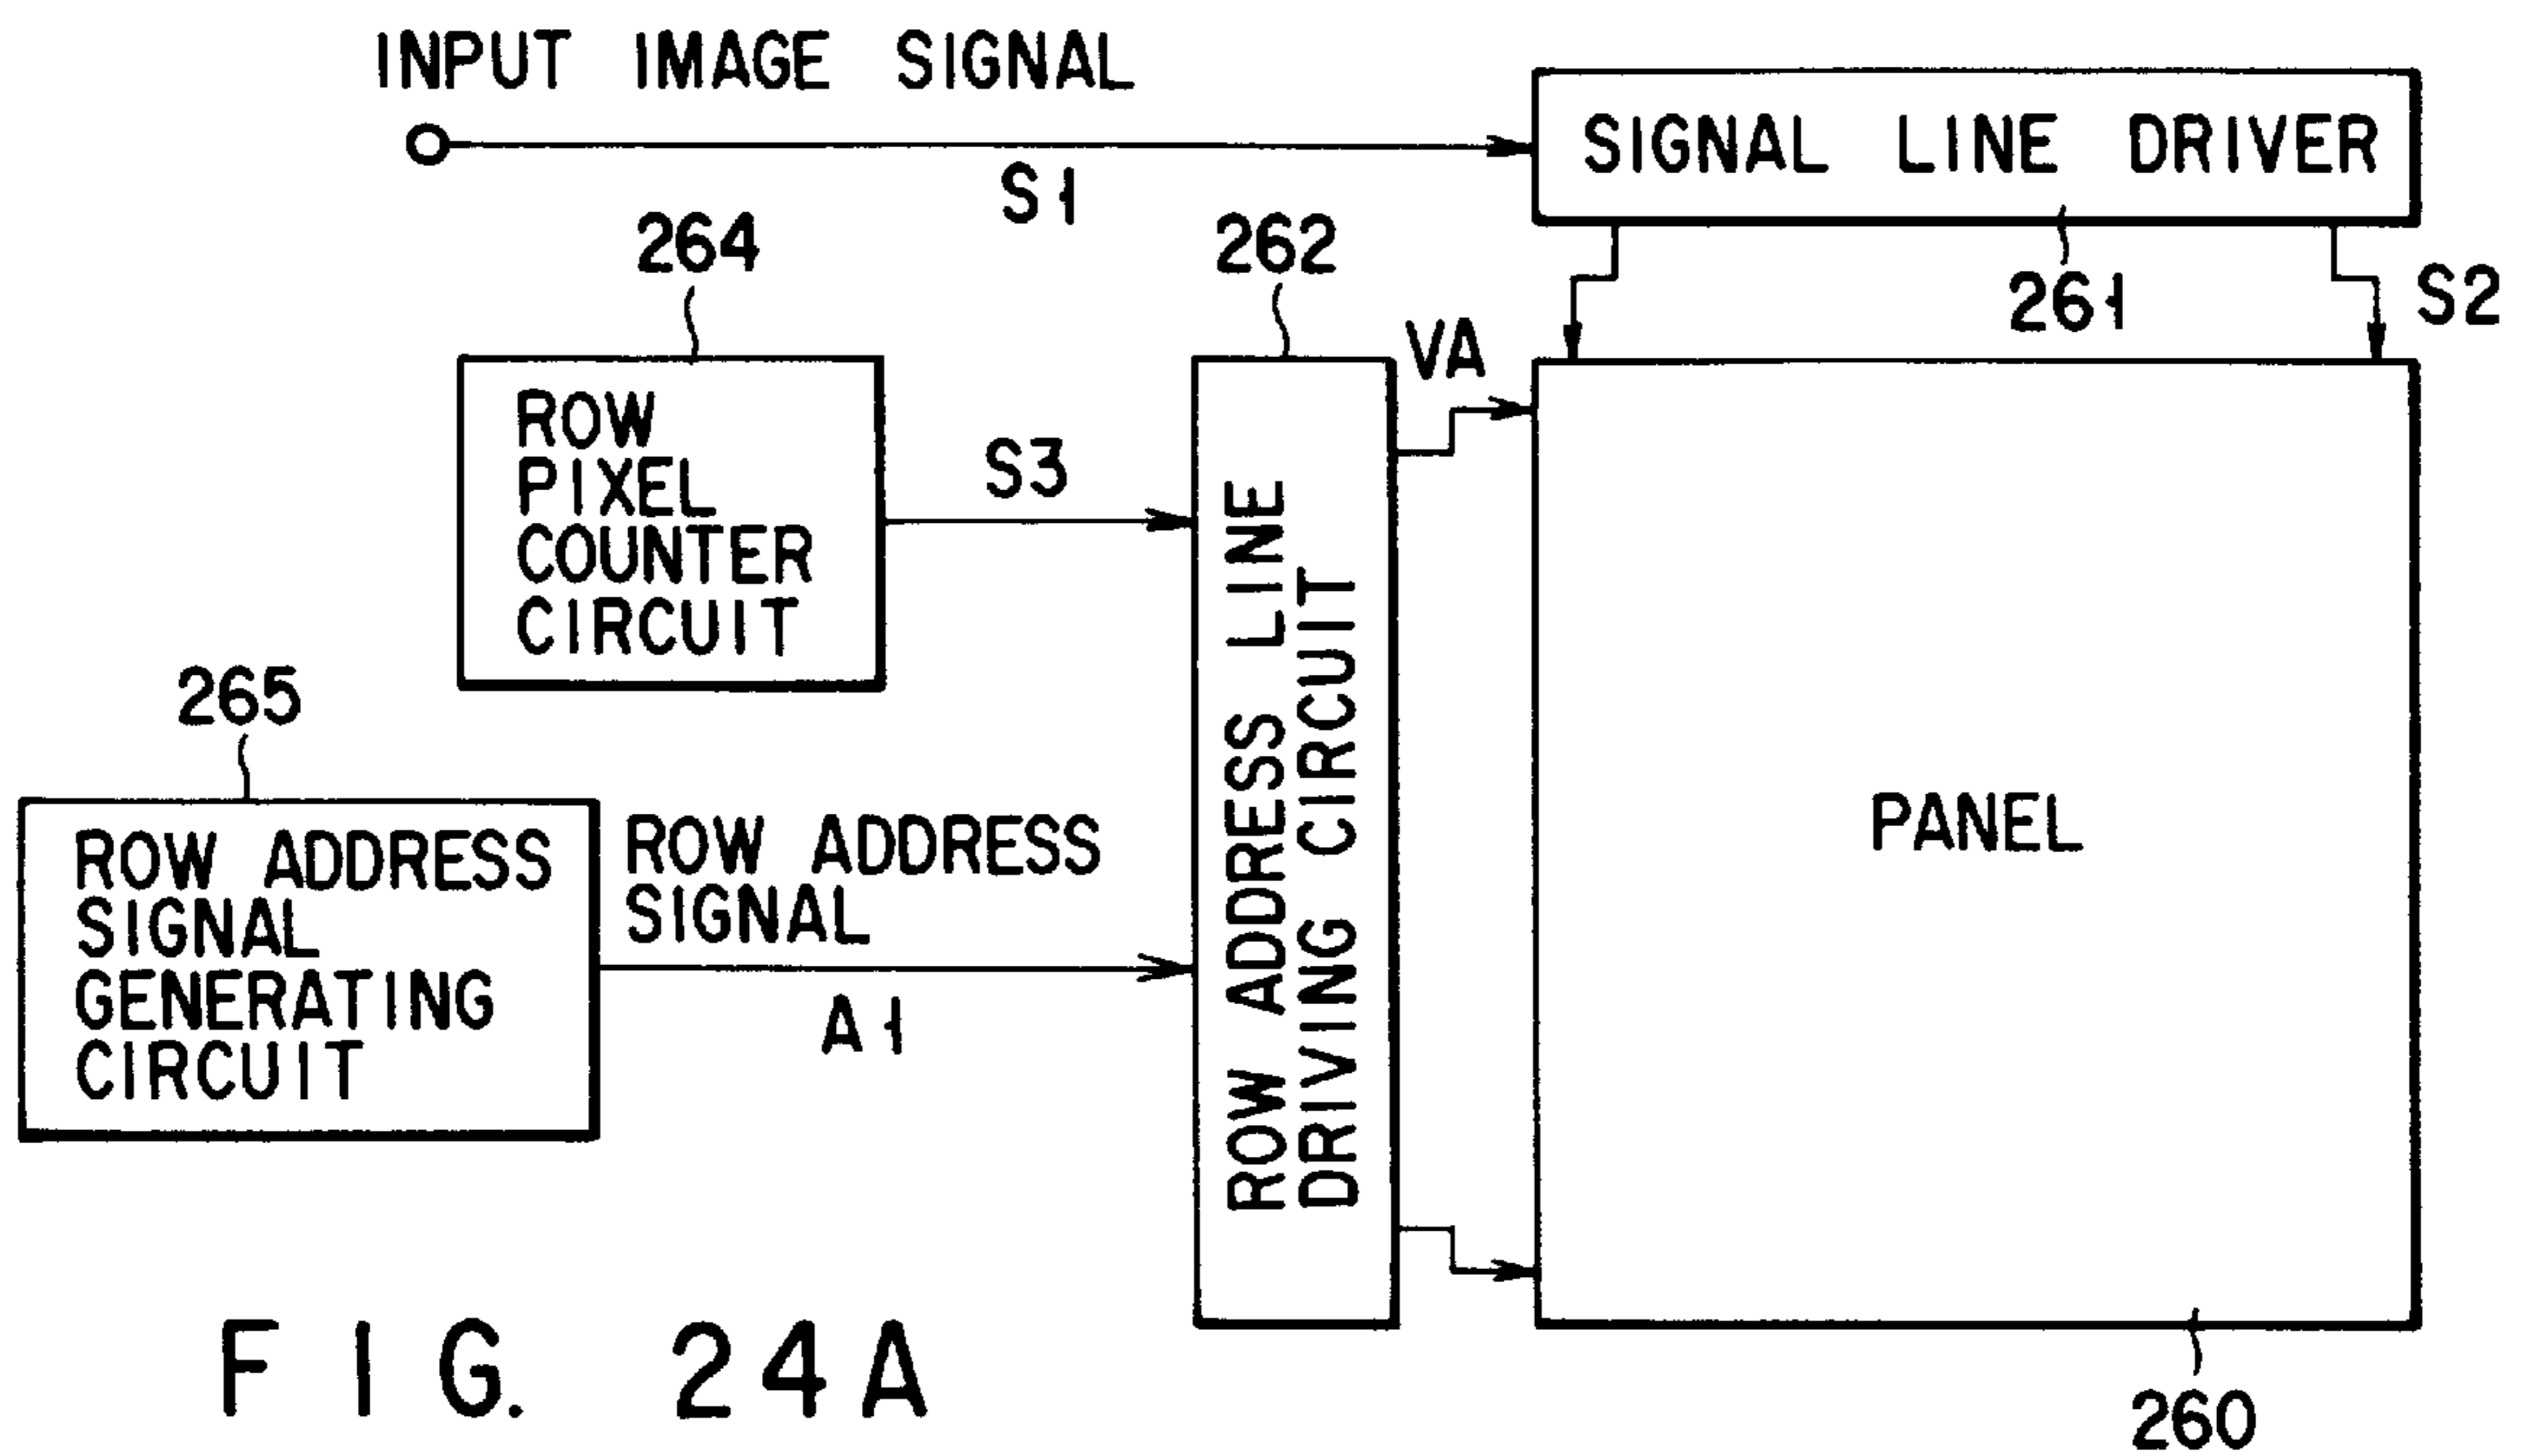 INPUT IMAGE SIGNAL
S1
SIGNAL LINE DRIVER
261
S2
264
262
VA
ROW
PIXEL
COUNTER
CIRCUIT
S3
265
ROW ADDRESS
SIGNAL
GENERATING
CIRCUIT
ROW ADDRESS
SIGNAL
A1
ROW ADDRESS LINE
DRIVING CIRCUIT
PANEL
260
FIG. 24A